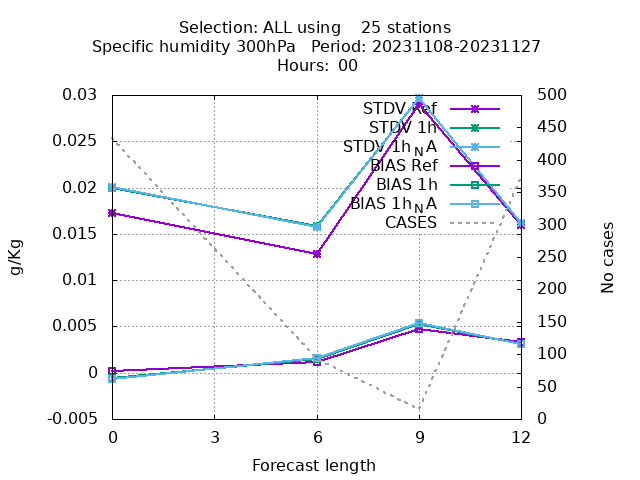 Selection: ALL using    25 stations
Specific humidity 300hPa   Period: 20231108-20231127
Hours: 00
0.03
0.025
0.02
0.015
0.01
0.005
0
-0.005
g/Kg
STDV Ref
STDV 1h
STDV 1h_NA
BIAS Ref
BIAS 1h
BIAS 1h_NA
CASES
500
450
400
350
300
250
200
150
100
50
0
No cases
0 3 6 9 12
Forecast length